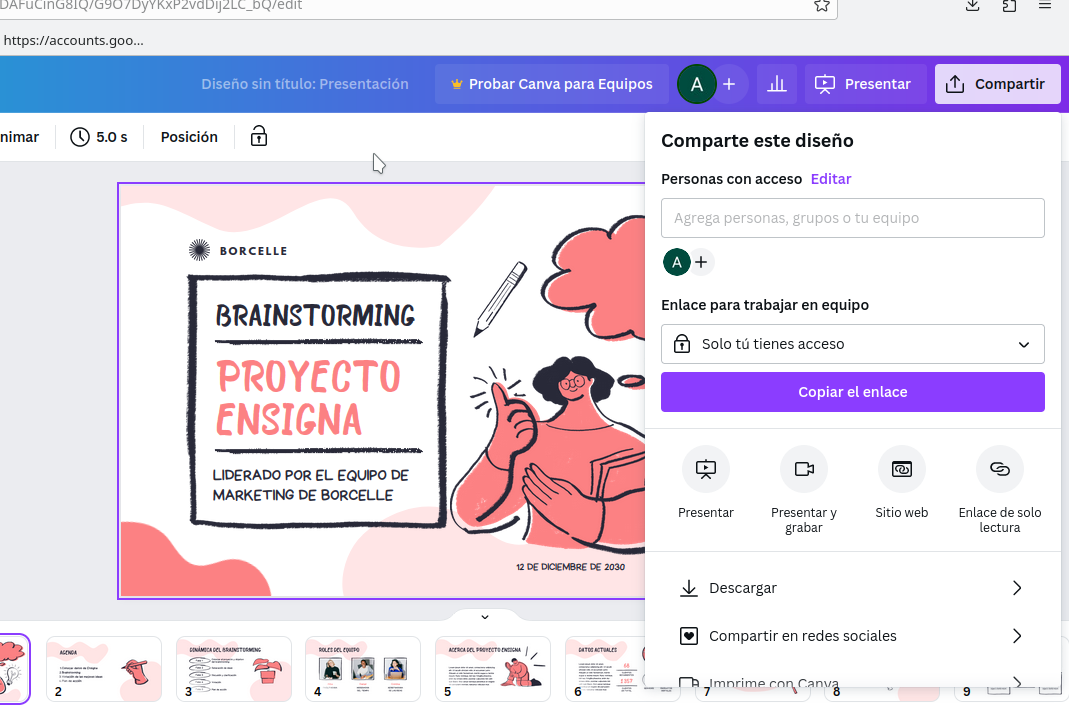 DAFuCinG8IQ/G9O7DyYKxP2vdDij2LC_bQ/edit
https://accounts.goo...
Diseño sin título: Presentación
Probar Canva para Equipos
A
Presentar
Compartir
nimar
5.0 s
Posición
Comparte este diseño
Personas con acceso Editar
Agrega personas, grupos o tu equipo
A
Enlace para trabajar en equipo
Solo tú tienes acceso
Copiar el enlace
Presentar
Presentar y
grabar
Sitio web
Enlace de solo
lectura
Descargar
Compartir en redes sociales
Imprime con Canva
BORCELLE
BRAINSTORMING
PROYECTO
ENSIGNA
LIDERADO POR EL EQUIPO DE
MARKETING DE BORCELLE
12 DE DICIEMBRE DE 2030
AGENDA
2
DINÁMICA DEL BRAINSTORMING
3
ROLES DEL EQUIPO
4
ACERCA DEL PROYECTO ENSIGNA
5
DATOS ACTUALES
6
7
8
9